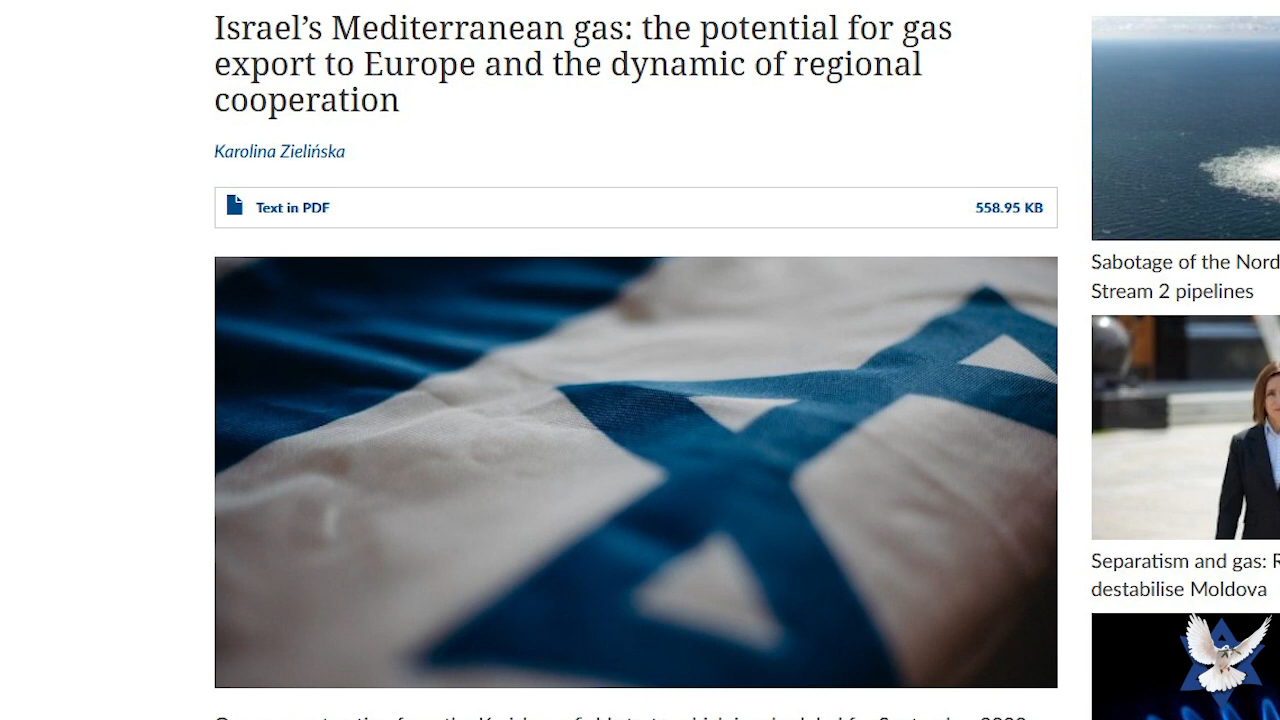 Israel’s Mediterranean gas: the potential for gas
export to Europe and the dynamic of regional
cooperation
Karolina Zielińska
Text in PDF
558.95 KB
Sabotage of the Nord
Stream 2 pipelines
Separatism and gas: R
destabilise Moldova